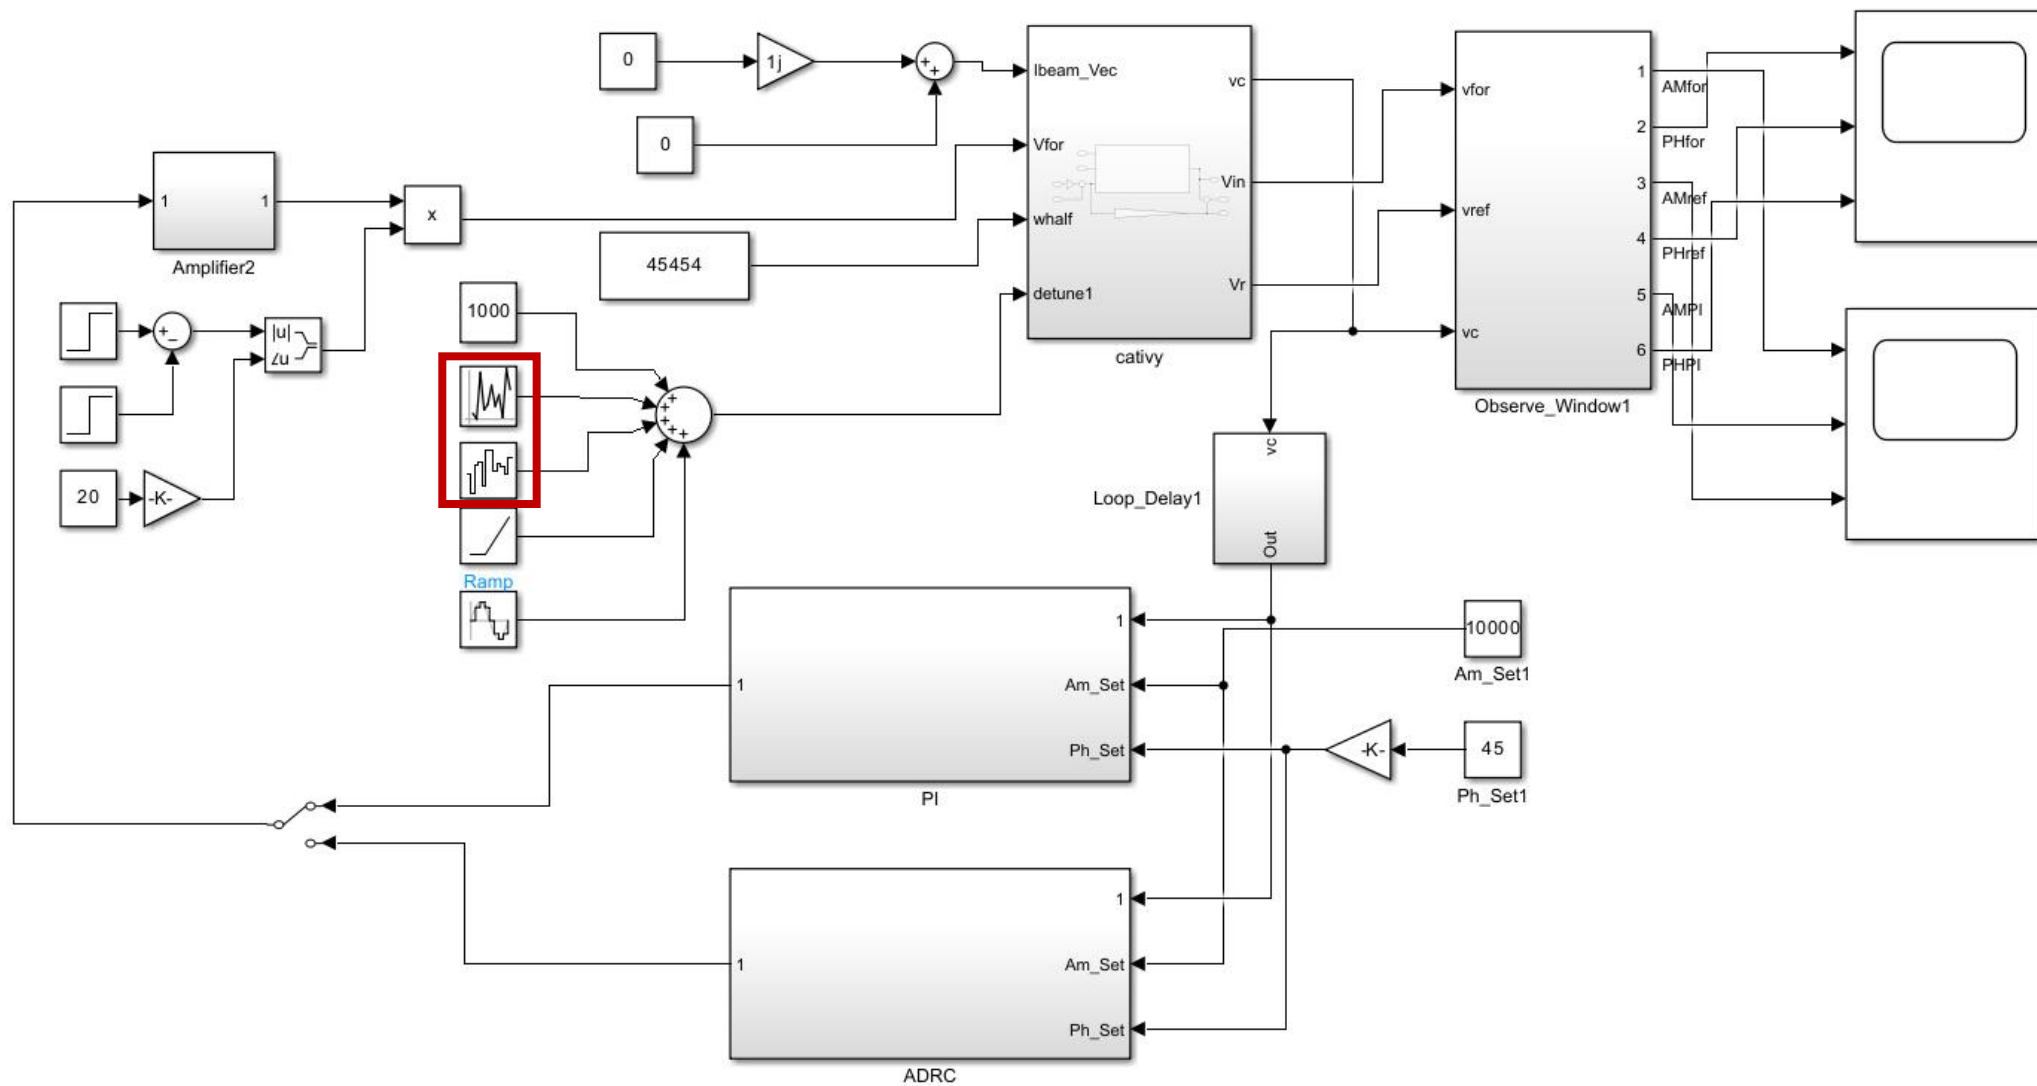 0
1j
+
+
0
Ibeam_Vec
Vfor
whalf
detune1
vc
Vin
Vr
cativy
vfor
vref
vc
1
2
3
4
5
6
AMfor
PHfor
AMref
PHref
AMPI
PHPI
Observe_Window1
1
1
Amplifier2
x
45454
1000
+
−
|u|
∠u
20
-K-
+
+
+
+
+
Ramp
vc
Out
Loop_Delay1
1
1
Am_Set
Ph_Set
PI
10000
Am_Set1
-K-
45
Ph_Set1
1
1
Am_Set
Ph_Set
ADRC